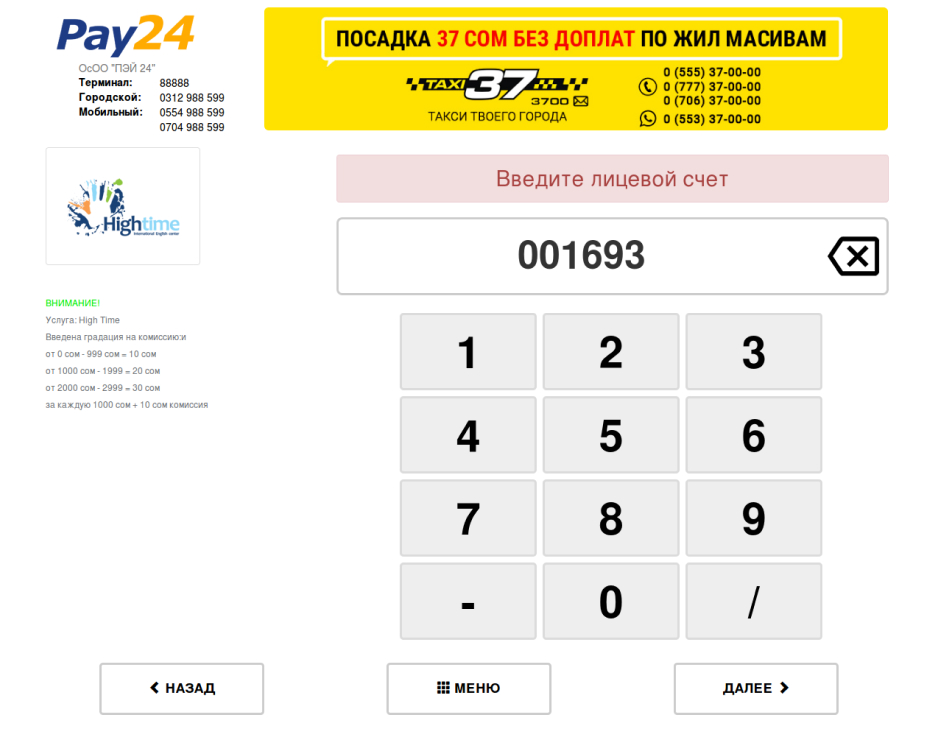 Pay24
ОсОО "ПЭЙ 24"
Терминал: 88888
Городской: 0312 988 599
Мобильный: 0554 988 599
0704 988 599
ПОСАДКА 37 СОМ БЕЗ ДОПЛАТ ПО ЖИЛ МАСИВАМ
TAXI 37
3700
ТАКСИ ТВОЕГО ГОРОДА
0 (555) 37-00-00
0 (777) 37-00-00
0 (706) 37-00-00
0 (553) 37-00-00
Hightime
International English center
ВНИМАНИЕ!
Услуга: High Time
Введена градация на комиссию:и
от 0 сом - 999 сом = 10 сом
от 1000 сом - 1999 = 20 сом
от 2000 сом - 2999 = 30 сом
за каждую 1000 сом + 10 сом комиссия
Введите лицевой счет
001693
1 2 3
4 5 6
7 8 9
- 0 /
НАЗАД
МЕНЮ
ДАЛЕЕ